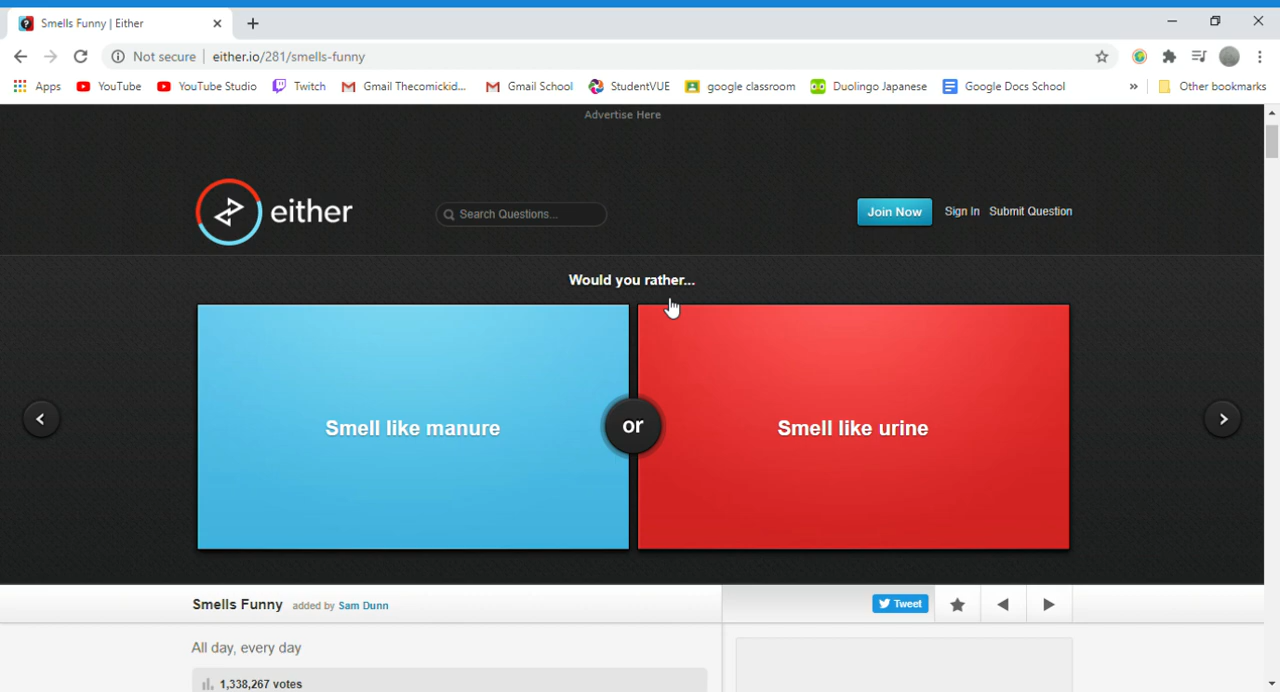 Smells Funny | Either
Not secure | either.io/281/smells-funny
Apps YouTube YouTube Studio Twitch Gmail Thecomickid... Gmail School StudentVUE google classroom Duolingo Japanese Google Docs School » Other bookmarks
Advertise Here
either Search Questions... Join Now Sign In Submit Question
Would you rather...
Smell like manure or Smell like urine
Smells Funny added by Sam Dunn Tweet
All day, every day
1,338,267 votes